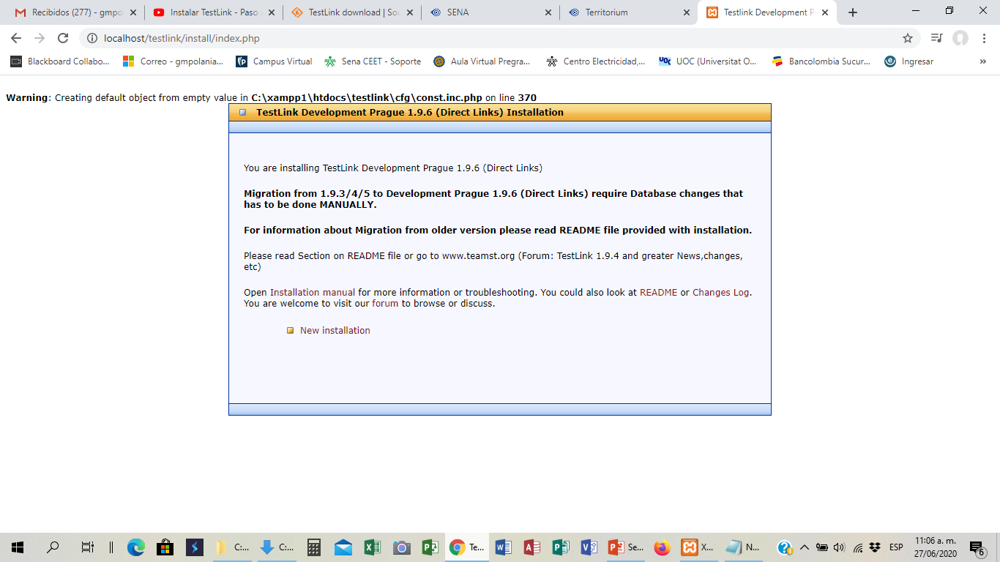 Recibidos (277) - gmpol
Instalar TestLink - Paso
TestLink download | So
SENA
Territorium
Testlink Development P
localhost/testlink/install/index.php
Blackboard Collabo...
Correo - gmpolania...
Campus Virtual
Sena CEET - Soporte
Aula Virtual Pregra...
Centro Electricidad,...
UOC (Universitat O...
Bancolombia Sucur...
Ingresar
»
Warning: Creating default object from empty value in C:\xampp1\htdocs\testlink\cfg\const.inc.php on line 370
TestLink Development Prague 1.9.6 (Direct Links) Installation
You are installing TestLink Development Prague 1.9.6 (Direct Links)
Migration from 1.9.3/4/5 to Development Prague 1.9.6 (Direct Links) require Database changes that
has to be done MANUALLY.
For information about Migration from older version please read README file provided with installation.
Please read Section on README file or go to www.teamst.org (Forum: TestLink 1.9.4 and greater News,changes,
etc)
Open Installation manual for more information or troubleshooting. You could also look at README or Changes Log.
You are welcome to visit our forum to browse or discuss.
New installation
C:...
C:...
Te...
Se...
X...
N...
ESP
11:06 a. m.
27/06/2020
6